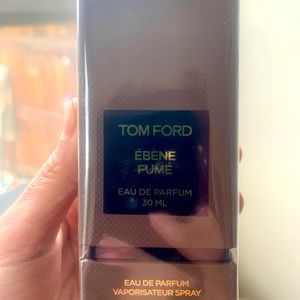 TOM FORD
ÉBÈNE
FUMÉ
EAU DE PARFUM
30 ML
EAU DE PARFUM
VAPORISATEUR SPRAY